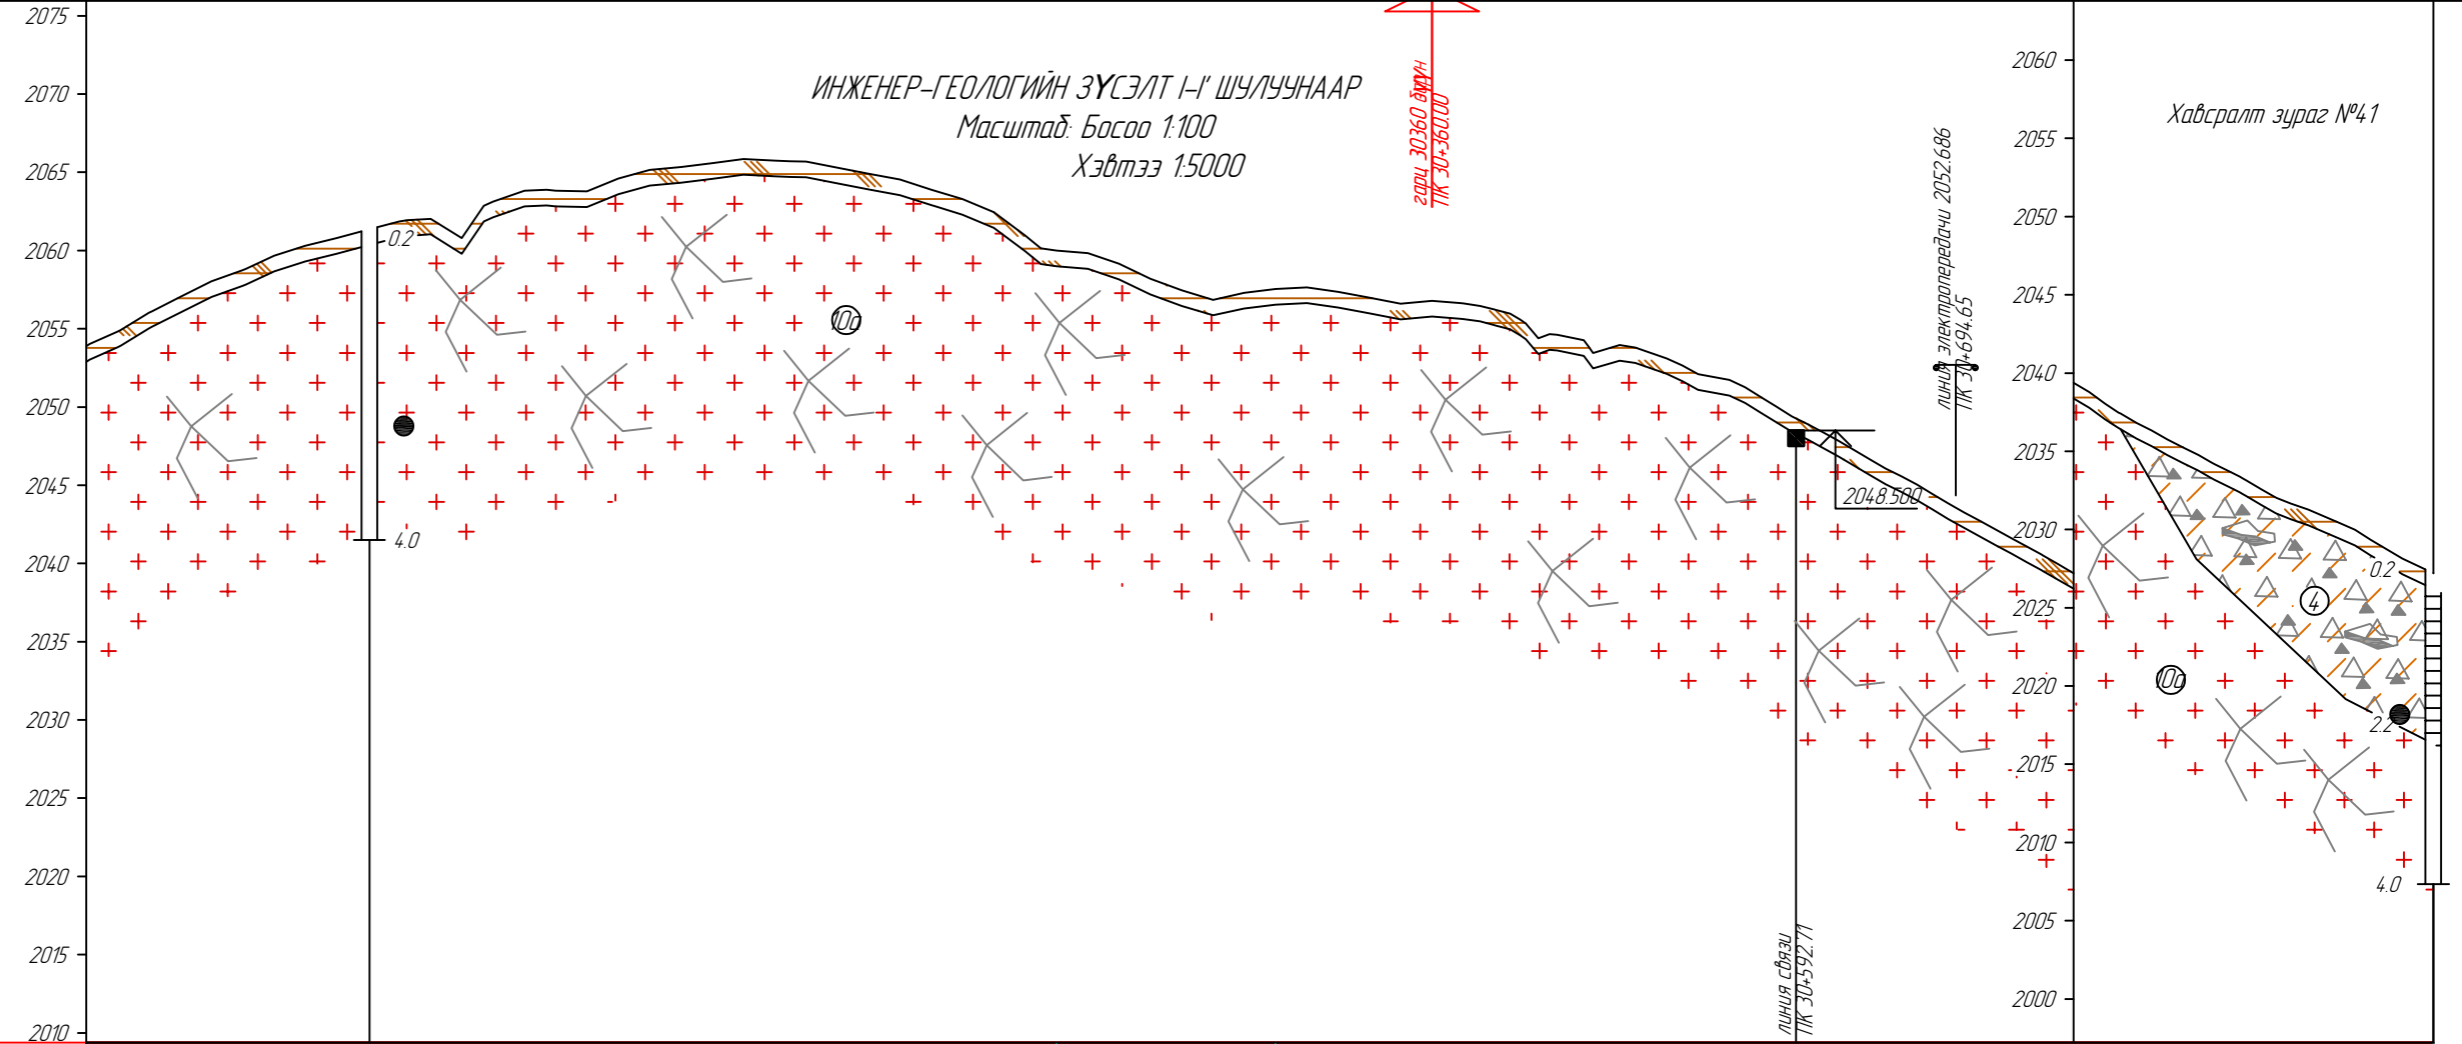 ИНЖЕНЕР-ГЕОЛОГИЙН ЗҮСЭЛТ I-I' ШУЛУУНААР
Масштаб: Босоо 1:100
Хэвтээ 1:5000
Хавсралт зураг №41
2075
2070
2065
2060
2055
2050
2045
2040
2035
2030
2025
2020
2015
2010
0.2
4.0
10а
гарц 30360
ПК 30+360.00
линия связи
ПК 30+592.71
2048.500
линия электропередачи 2052.686
ПК 30+694.65
2060
2055
2050
2045
2040
2035
2030
2025
2020
2015
2010
2005
2000
0.2
4
10а
2.2
4.0